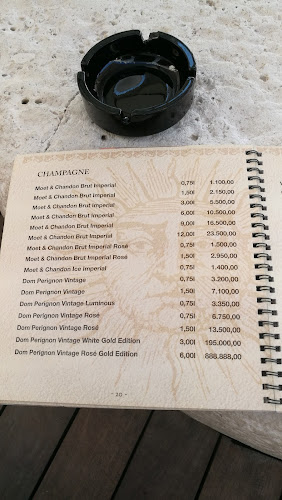 CHAMPAGNE
Moet & Chandon Brut Imperial 0,75l 1.100,00
Moet & Chandon Brut Imperial 1,50l 2.150,00
Moet & Chandon Brut Imperial 3,00l 5.500,00
Moet & Chandon Brut Imperial 6,00l 10.500,00
Moet & Chandon Brut Imperial 9,00l 15.500,00
Moet & Chandon Brut Imperial 12,00l 23.500,00
Moet & Chandon Brut Imperial Rosé 0,75l 1.500,00
Moet & Chandon Brut Imperial Rosé 1,50l 2.950,00
Moet & Chandon Ice Imperial 0,75l 1.400,00
Dom Perignon Vintage 0,75l 3.200,00
Dom Perignon Vintage 1,50l 7.100,00
Dom Perignon Vintage Luminous 0,75l 3.350,00
Dom Perignon Vintage Rosé 0,75l 6.750,00
Dom Perignon Vintage Rosé 1,50l 13.500,00
Dom Perignon Vintage White Gold Edition 3,00l 195.000,00
Dom Perignon Vintage Rosé Gold Edition 6,00l 888.888,00
- 20 -